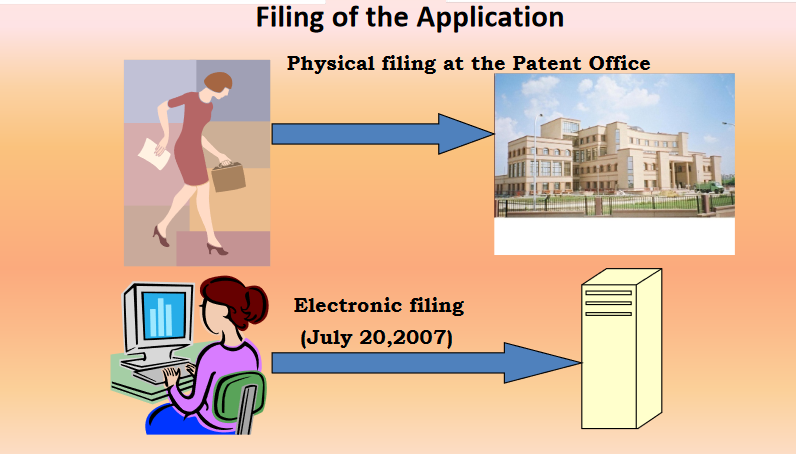 Filing of the Application
Physical filing at the Patent Office
Electronic filing
(July 20,2007)